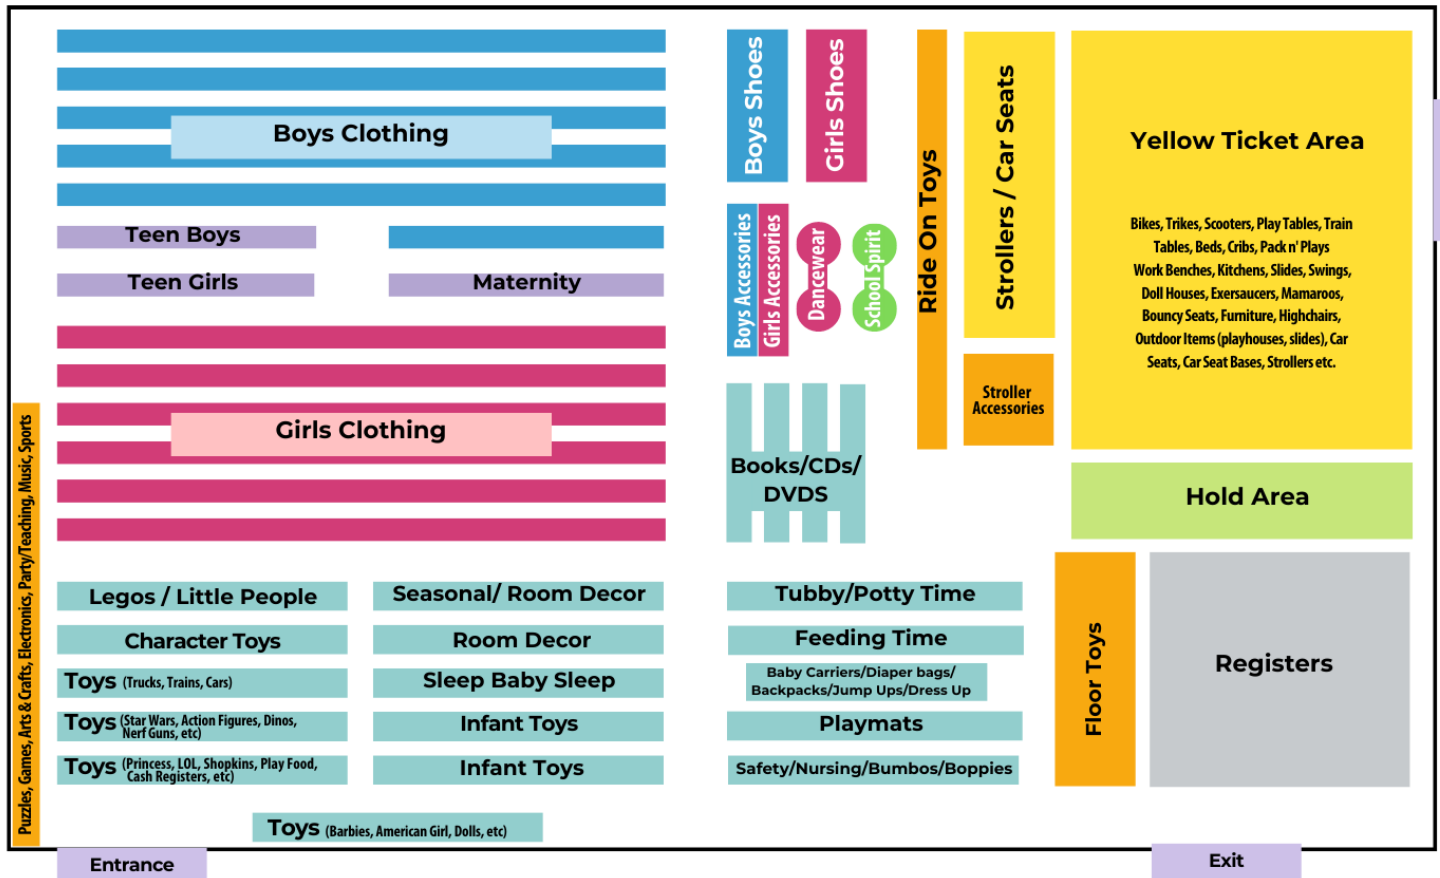 Boys Clothing
Teen Boys
Teen Girls
Maternity
Girls Clothing
Puzzles, Games, Arts & Crafts, Electronics, Party/Teaching, Music, Sports
Legos / Little People
Character Toys
Toys (Trucks, Trains, Cars)
Toys (Star Wars, Action Figures, Dinos,
Nerf Guns, etc)
Toys (Princess, LOL, Shopkins, Play Food,
Cash Registers, etc)
Toys (Barbies, American Girl, Dolls, etc)
Seasonal/ Room Decor
Room Decor
Sleep Baby Sleep
Infant Toys
Infant Toys
Boys Shoes
Girls Shoes
Boys Accessories
Girls Accessories
Dancewear
School Spirit
Books/CDs/
DVDS
Tubby/Potty Time
Feeding Time
Baby Carriers/Diaper bags/
Backpacks/Jump Ups/Dress Up
Playmats
Safety/Nursing/Bumbos/Boppies
Ride On Toys
Strollers / Car Seats
Stroller
Accessories
Yellow Ticket Area
Bikes, Trikes, Scooters, Play Tables, Train
Tables, Beds, Cribs, Pack n' Plays
Work Benches, Kitchens, Slides, Swings,
Doll Houses, Exersaucers, Mamaroos,
Bouncy Seats, Furniture, Highchairs,
Outdoor Items (playhouses, slides), Car
Seats, Car Seat Bases, Strollers etc.
Hold Area
Floor Toys
Registers
Entrance
Exit